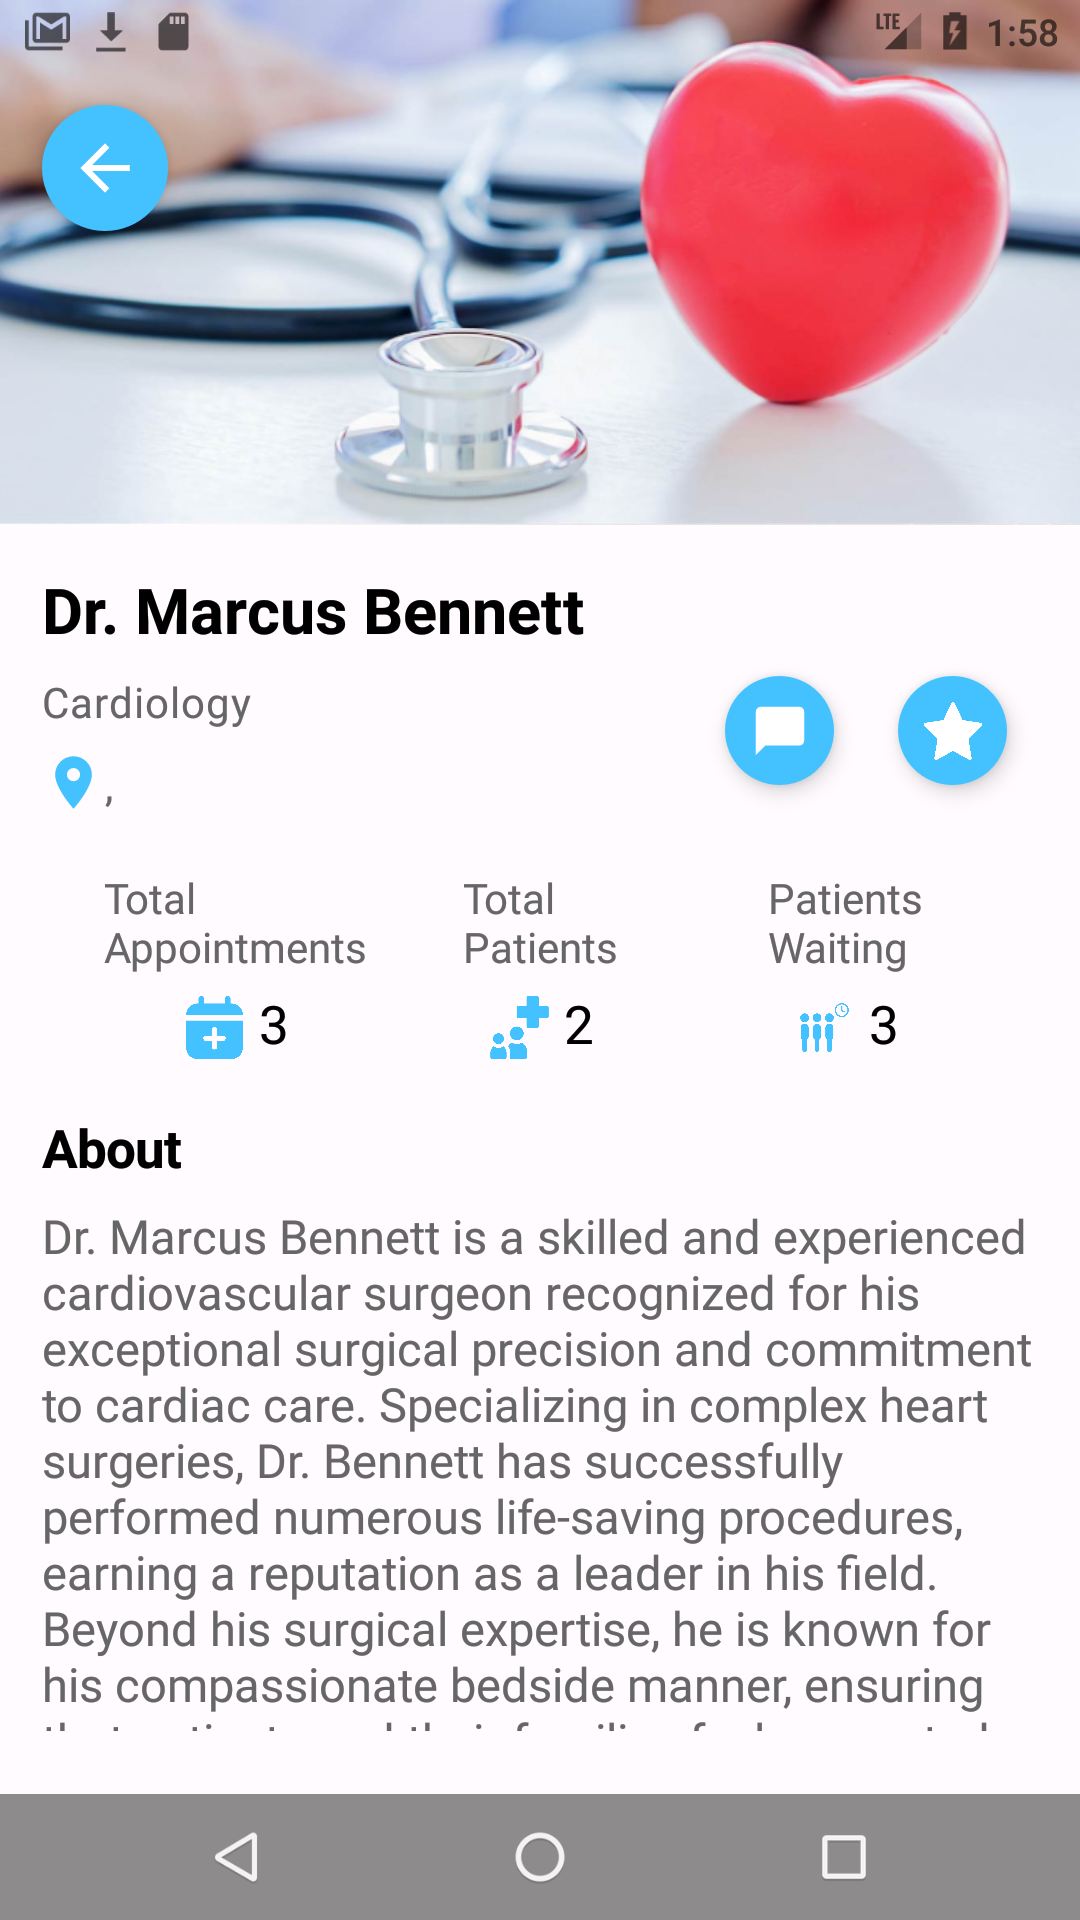 LTE 1:58
Dr. Marcus Bennett
Cardiology
,
Total Appointments
3
Total Patients
2
Patients Waiting
3
About
Dr. Marcus Bennett is a skilled and experienced
cardiovascular surgeon recognized for his
exceptional surgical precision and commitment
to cardiac care. Specializing in complex heart
surgeries, Dr. Bennett has successfully
performed numerous life-saving procedures,
earning a reputation as a leader in his field.
Beyond his surgical expertise, he is known for
his compassionate bedside manner, ensuring